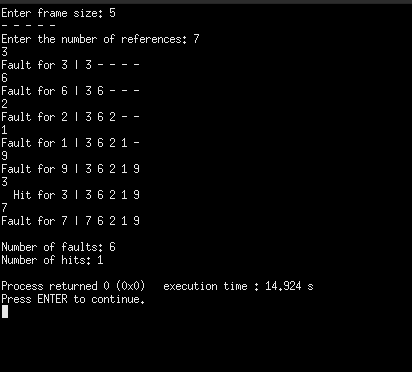 Enter frame size: 5
- - - - -
Enter the number of references: 7
3
Fault for 3 | 3 - - - -
6
Fault for 6 | 3 6 - - -
2
Fault for 2 | 3 6 2 - -
1
Fault for 1 | 3 6 2 1 -
9
Fault for 9 | 3 6 2 1 9
3
  Hit for 3 | 3 6 2 1 9
7
Fault for 7 | 7 6 2 1 9

Number of faults: 6
Number of hits: 1

Process returned 0 (0x0)   execution time : 14.924 s
Press ENTER to continue.